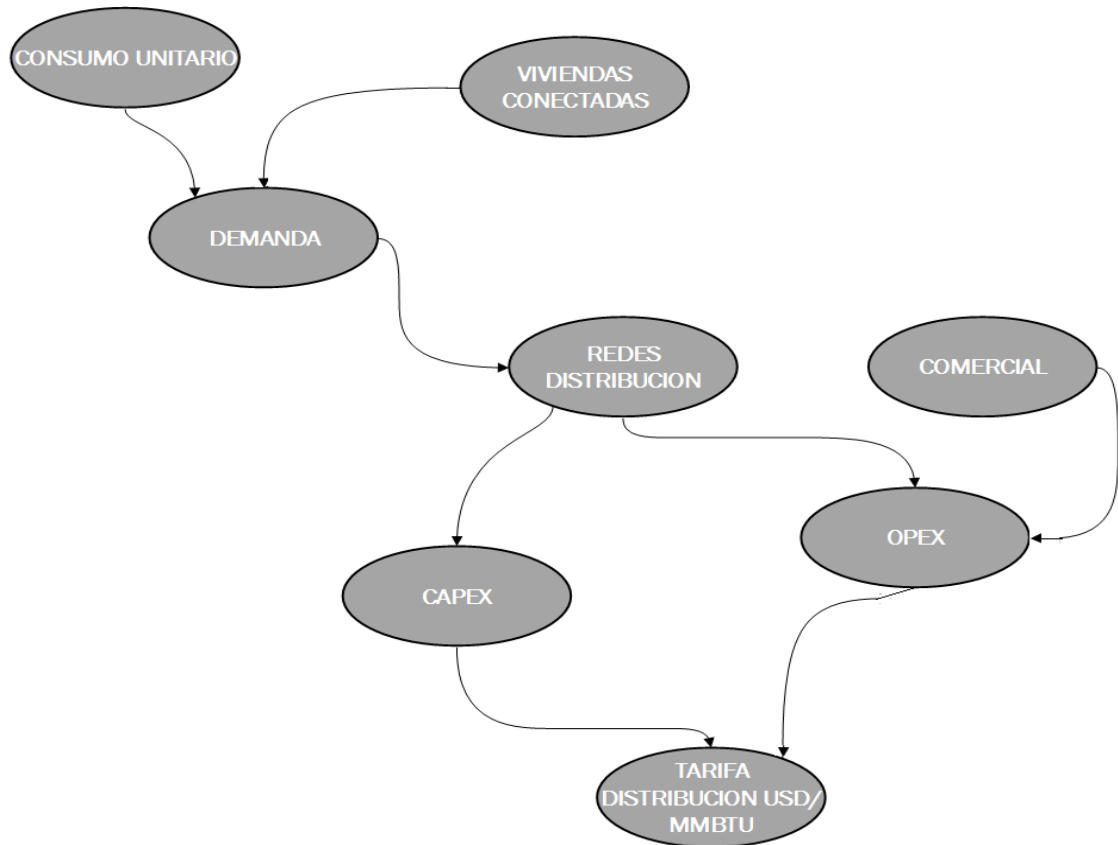 CONSUMO UNITARIO
VIVIENDAS
CONECTADAS
DEMANDA
REDES
DISTRIBUCION
COMERCIAL
OPEX
CAPEX
TARIFA
DISTRIBUCION USD/
MMBTU